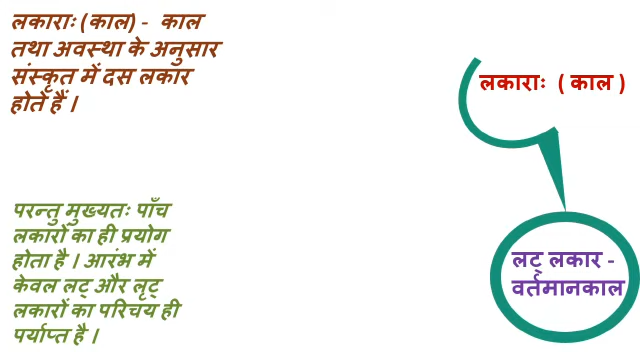 लकाराः (काल) - काल
तथा अवस्था के अनुसार
संस्कृत में दस लकार
होते हैं ।
लकाराः ( काल )
परन्तु मुख्यतः पाँच
लकारों का ही प्रयोग
होता है । आरंभ में
केवल लट् और लृट्
लकारों का परिचय ही
पर्याप्त है ।
लट् लकार -
वर्तमानकाल